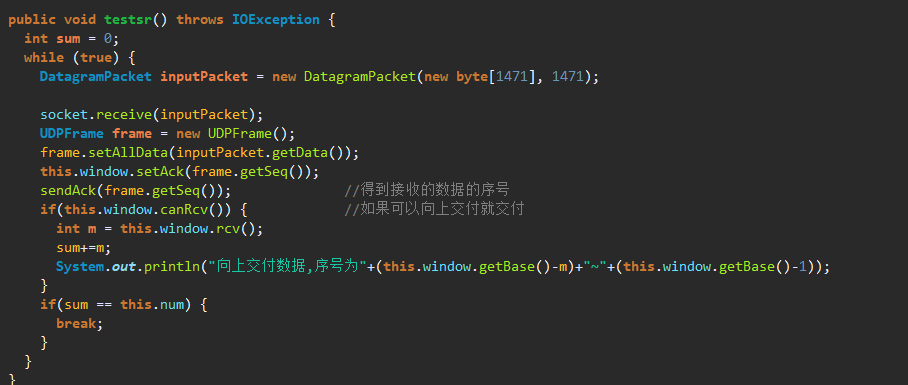 public void testsr() throws IOException {
int sum = 0;
while (true) {
DatagramPacket inputPacket = new DatagramPacket(new byte[1471], 1471);
socket.receive(inputPacket);
UDPFrame frame = new UDPFrame();
frame.setAllData(inputPacket.getData());
this.window.setAck(frame.getSeq());
sendAck(frame.getSeq()); //得到接收的数据的序号
if(this.window.canRcv()) { //如果可以向上交付就交付
int m = this.window.rcv();
sum+=m;
System.out.println("向上交付数据,序号为"+(this.window.getBase()-m)+"~"+(this.window.getBase()-1));
}
if(sum == this.num) {
break;
}
}
}